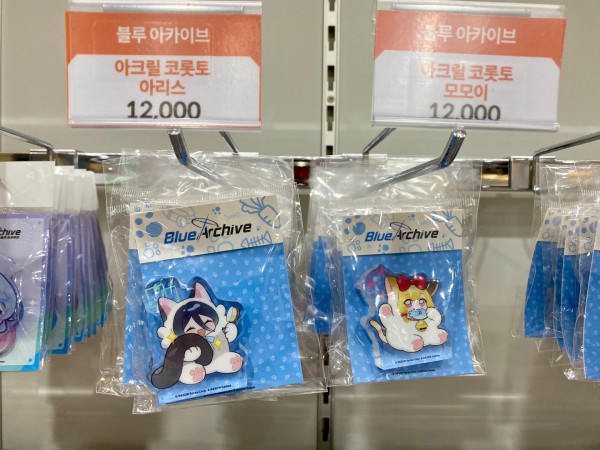 블루 아카이브
아크릴 코롯토
아리스
12,000
블루 아카이브
아크릴 코롯토
모모이
12,000
Blue Archive
Blue Archive
Archive